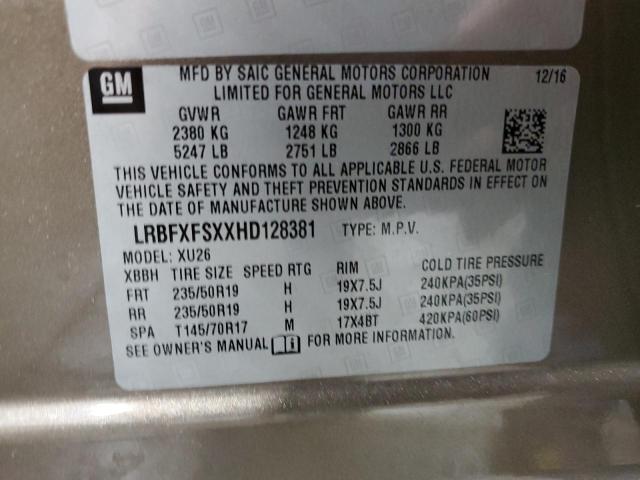 GM
MFD BY SAIC GENERAL MOTORS CORPORATION 12/16
LIMITED FOR GENERAL MOTORS LLC
GVWR GAWR FRT GAWR RR
2380 KG 1248 KG 1300 KG
5247 LB 2751 LB 2866 LB
THIS VEHICLE CONFORMS TO ALL APPLICABLE U.S. FEDERAL MOTOR
VEHICLE SAFETY AND THEFT PREVENTION STANDARDS IN EFFECT ON
THE DATE OF MANUFACTURE SHOWN ABOVE.
LRBFXFSXXHD128381 TYPE: M.P.V.
MODEL: XU26
XBBH TIRE SIZE SPEED RTG RIM COLD TIRE PRESSURE
FRT 235/50R19 H 19X7.5J 240KPA(35PSI)
RR 235/50R19 H 19X7.5J 240KPA(35PSI)
SPA T145/70R17 M 17X4BT 420KPA(60PSI)
SEE OWNER'S MANUAL FOR MORE INFORMATION.